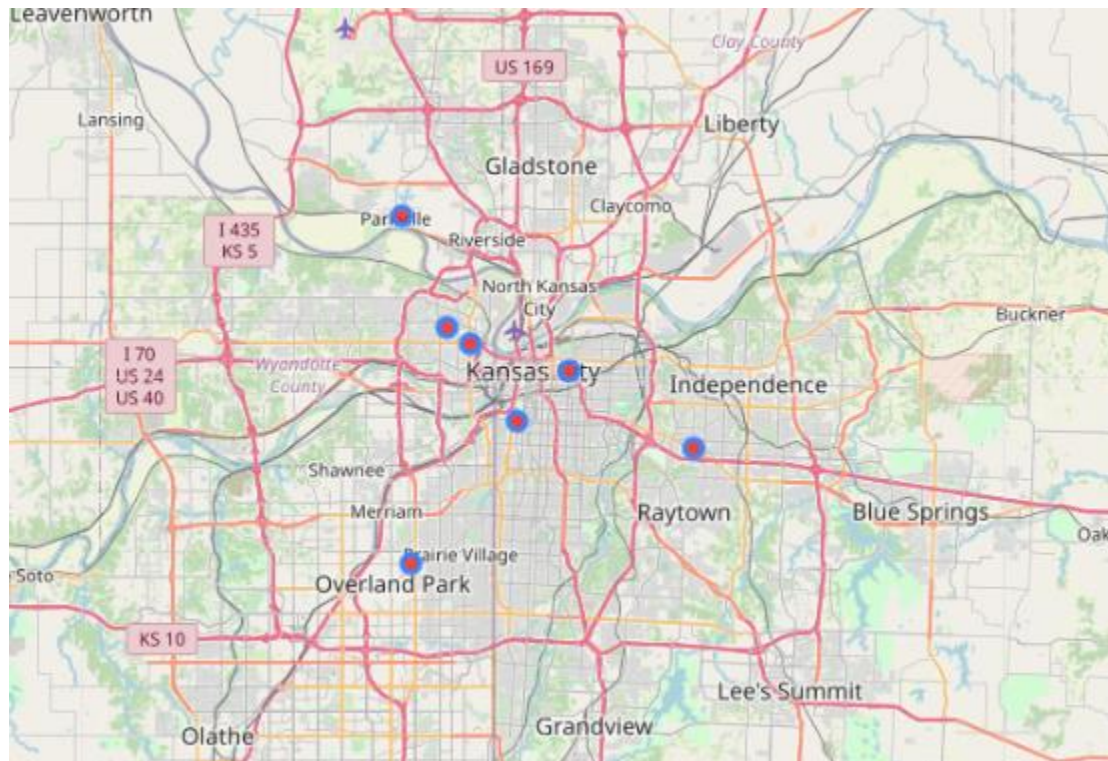 Leavenworth
Clay County
US 169
Lansing
Liberty
Gladstone
Claycomo
I 435
KS 5
Riverside
North Kansas
City
Buckner
I 70
US 24
US 40
Wyandotte
County
Kansas
Independence
Shawnee
Merriam
Raytown
Blue Springs
Oak
Prairie Village
Soto
Overland Park
KS 10
Lee's Summit
Olathe
Grandview